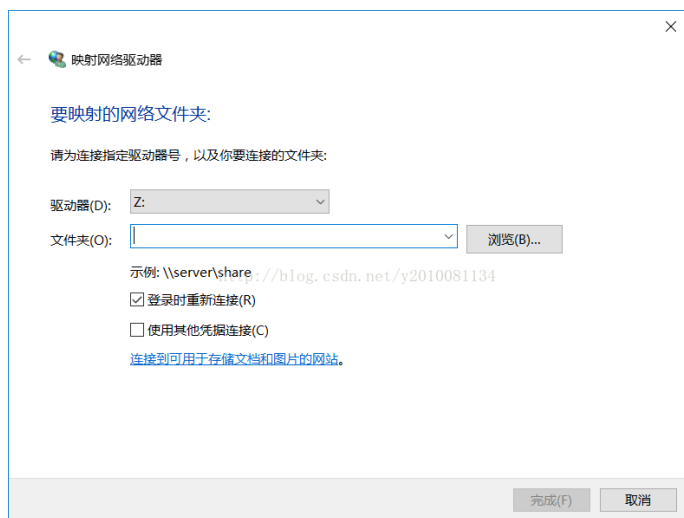 映射网络驱动器
要映射的网络文件夹:
请为连接指定驱动器号，以及你要连接的文件夹:
驱动器(D): Z:
文件夹(O): 浏览(B)...
示例: \\server\share
http://blog.csdn.net/y2010081134
登录时重新连接(R)
使用其他凭据连接(C)
连接到可用于存储文档和图片的网站。
完成(F) 取消